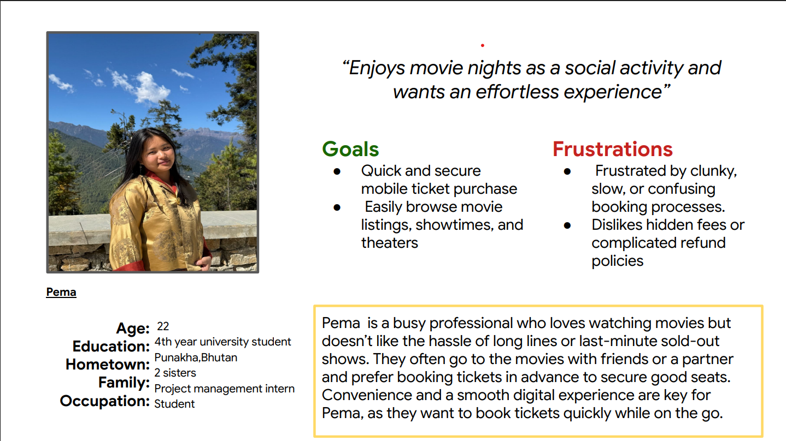 “Enjoys movie nights as a social activity and
wants an effortless experience”
Goals
● Quick and secure
mobile ticket purchase
● Easily browse movie
listings, showtimes, and
theaters
Frustrations
● Frustrated by clunky,
slow, or confusing
booking processes.
● Dislikes hidden fees or
complicated refund
policies
Pema
Age: 22
Education: 4th year university student
Hometown: Punakha,Bhutan
Family: 2 sisters
Occupation: Project management intern
Student
Pema is a busy professional who loves watching movies but
doesn’t like the hassle of long lines or last-minute sold-out
shows. They often go to the movies with friends or a partner
and prefer booking tickets in advance to secure good seats.
Convenience and a smooth digital experience are key for
Pema, as they want to book tickets quickly while on the go.